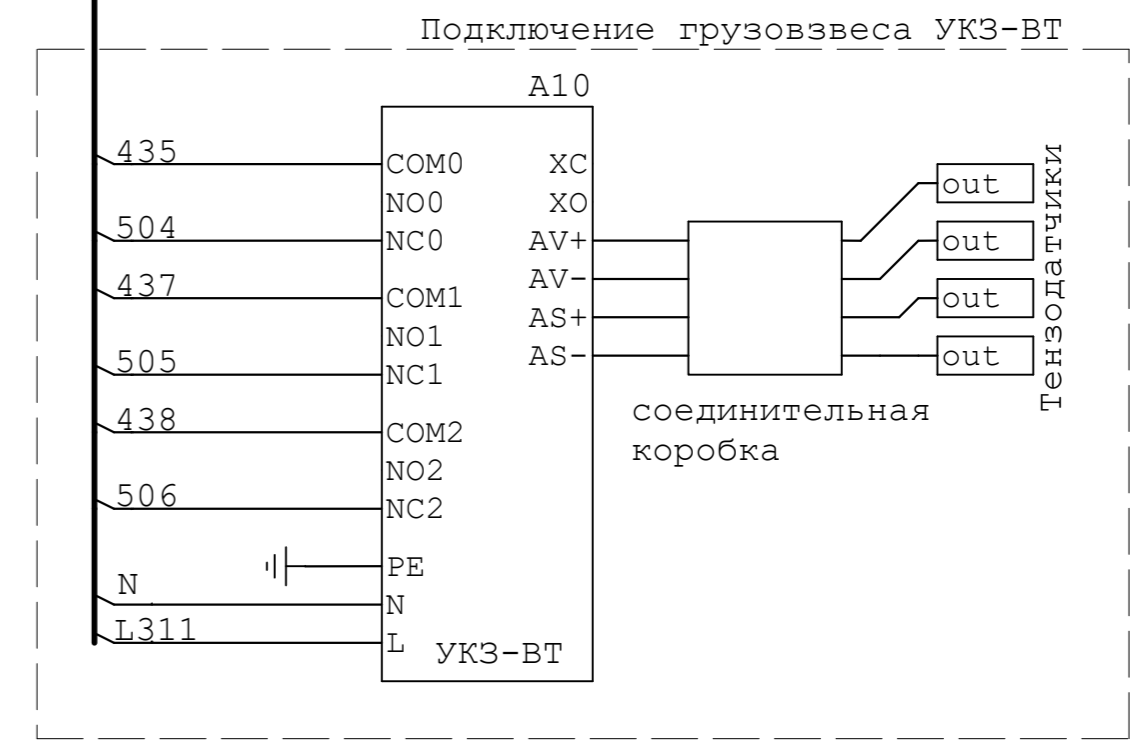 Подключение грузовзвеса УКЗ-ВТ
A10
435
COM0
XC
NO0
XO
504
NC0
AV+
437
COM1
AV-
AS+
NO1
505
NC1
AS-
438
COM2
NO2
506
NC2
PE
N
N
L311
L
УКЗ-ВТ
out
out
out
out
Тензодатчики
соединительная
коробка